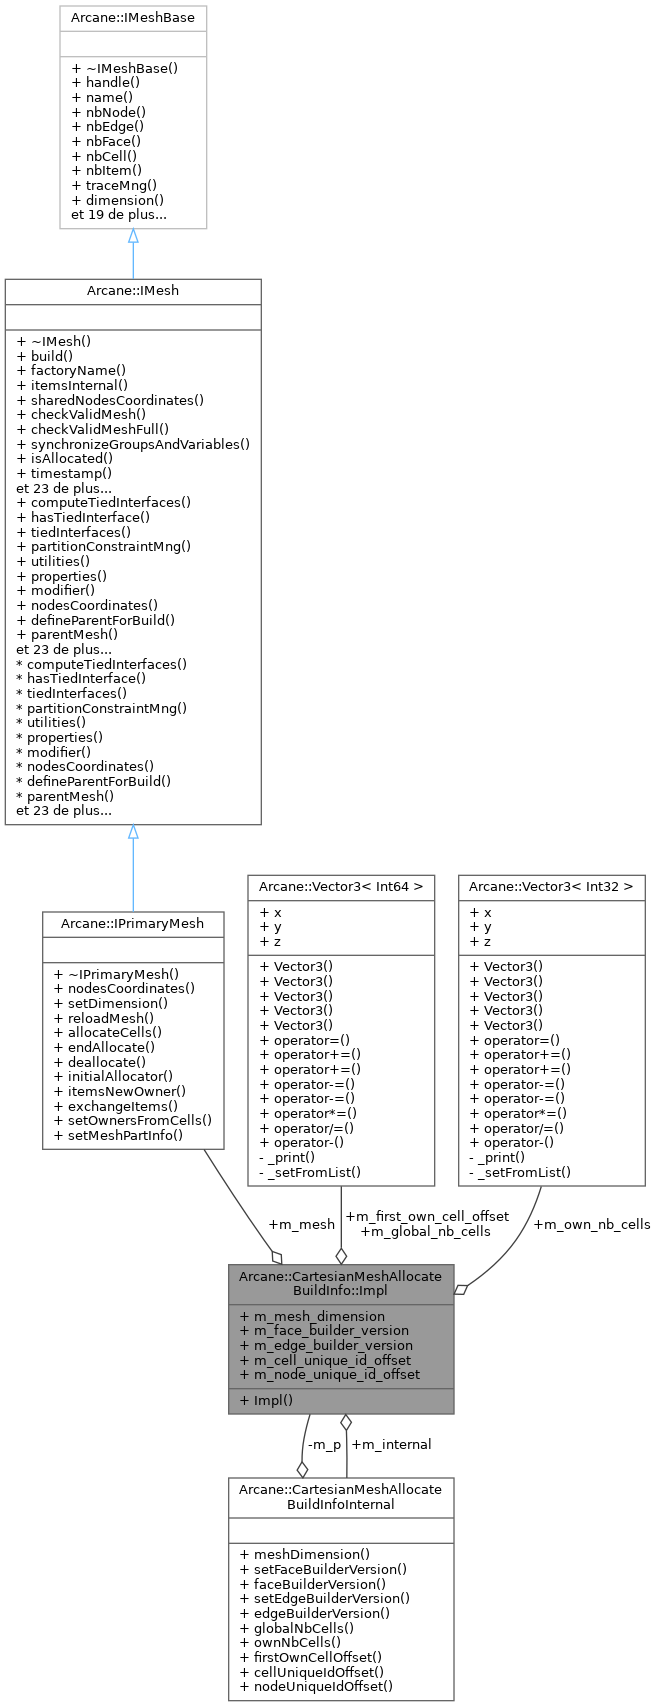 Arcane::IMeshBase
+ ~IMeshBase()
+ handle()
+ name()
+ nbNode()
+ nbEdge()
+ nbFace()
+ nbCell()
+ nbItem()
+ traceMng()
+ dimension()
et 19 de plus...
Arcane::IMesh
+ ~IMesh()
+ build()
+ factoryName()
+ itemsInternal()
+ sharedNodesCoordinates()
+ checkValidMesh()
+ checkValidMeshFull()
+ synchronizeGroupsAndVariables()
+ isAllocated()
+ timestamp()
et 23 de plus...
+ computeTiedInterfaces()
+ hasTiedInterface()
+ tiedInterfaces()
+ partitionConstraintMng()
+ utilities()
+ properties()
+ modifier()
+ nodesCoordinates()
+ defineParentForBuild()
+ parentMesh()
et 23 de plus...
* computeTiedInterfaces()
* hasTiedInterface()
* tiedInterfaces()
* partitionConstraintMng()
* utilities()
* properties()
* modifier()
* nodesCoordinates()
* defineParentForBuild()
* parentMesh()
et 23 de plus...
Arcane::IPrimaryMesh
+ ~IPrimaryMesh()
+ nodesCoordinates()
+ setDimension()
+ reloadMesh()
+ allocateCells()
+ endAllocate()
+ deallocate()
+ initialAllocator()
+ itemsNewOwner()
+ exchangeItems()
+ setOwnersFromCells()
+ setMeshPartInfo()
Arcane::Vector3< Int64 >
+ x
+ y
+ z
+ Vector3()
+ Vector3()
+ Vector3()
+ Vector3()
+ Vector3()
+ operator=()
+ operator+=()
+ operator+=()
+ operator-=()
+ operator-=()
+ operator*=()
+ operator/=()
+ operator-()
- _print()
- _setFromList()
Arcane::Vector3< Int32 >
+ x
+ y
+ z
+ Vector3()
+ Vector3()
+ Vector3()
+ Vector3()
+ Vector3()
+ operator=()
+ operator+=()
+ operator+=()
+ operator-=()
+ operator-=()
+ operator*=()
+ operator/=()
+ operator-()
- _print()
- _setFromList()
+m_mesh
+m_first_own_cell_offset
+m_global_nb_cells
+m_own_nb_cells
Arcane::CartesianMeshAllocate
BuildInfo::Impl
+ m_mesh_dimension
+ m_face_builder_version
+ m_edge_builder_version
+ m_cell_unique_id_offset
+ m_node_unique_id_offset
+ Impl()
-m_p
+m_internal
Arcane::CartesianMeshAllocate
BuildInfoInternal
+ meshDimension()
+ setFaceBuilderVersion()
+ faceBuilderVersion()
+ setEdgeBuilderVersion()
+ edgeBuilderVersion()
+ globalNbCells()
+ ownNbCells()
+ firstOwnCellOffset()
+ cellUniqueIdOffset()
+ nodeUniqueIdOffset()